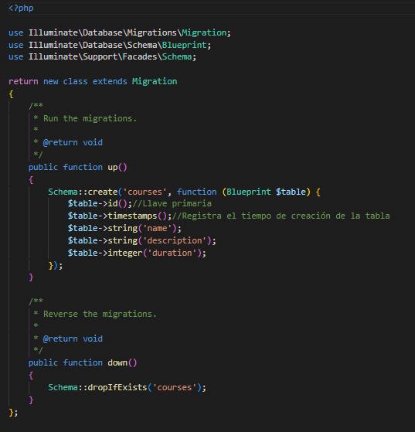 <?php
use Illuminate\Database\Migrations\Migration;
use Illuminate\Database\Schema\Blueprint;
use Illuminate\Support\Facades\Schema;
return new class extends Migration
{
    /**
     * Run the migrations.
     *
     * @return void
     */
    public function up()
    {
        Schema::create('courses', function (Blueprint $table) {
            $table->id();//Llave primaria
            $table->timestamps();//Registra el tiempo de creación de la tabla
            $table->string('name');
            $table->string('description');
            $table->integer('duration');
        });
    }
    /**
     * Reverse the migrations.
     *
     * @return void
     */
    public function down()
    {
        Schema::dropIfExists('courses');
    }
};